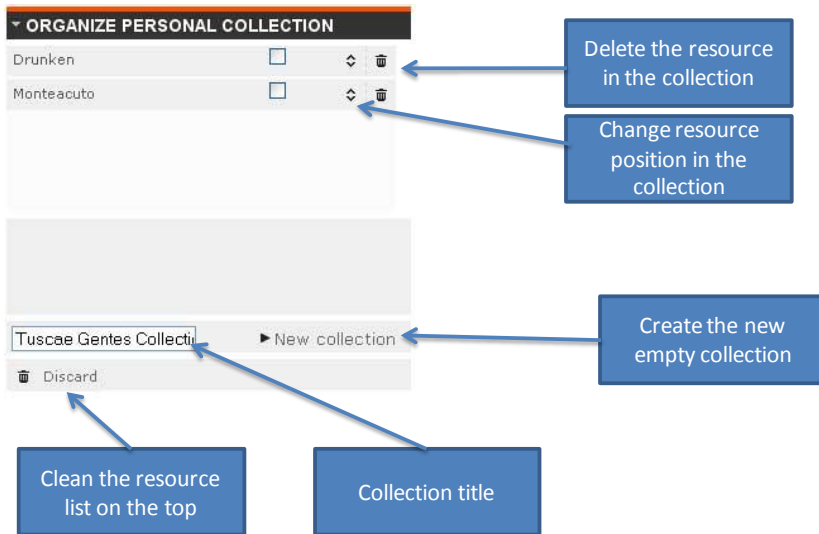 ORGANIZE PERSONAL COLLECTION
Drunken
Monteacuto
Delete the resource
in the collection
Change resource
position in the
collection
Tuscae Gentes Collecti
New collection
Create the new
empty collection
Discard
Clean the resource
list on the top
Collection title